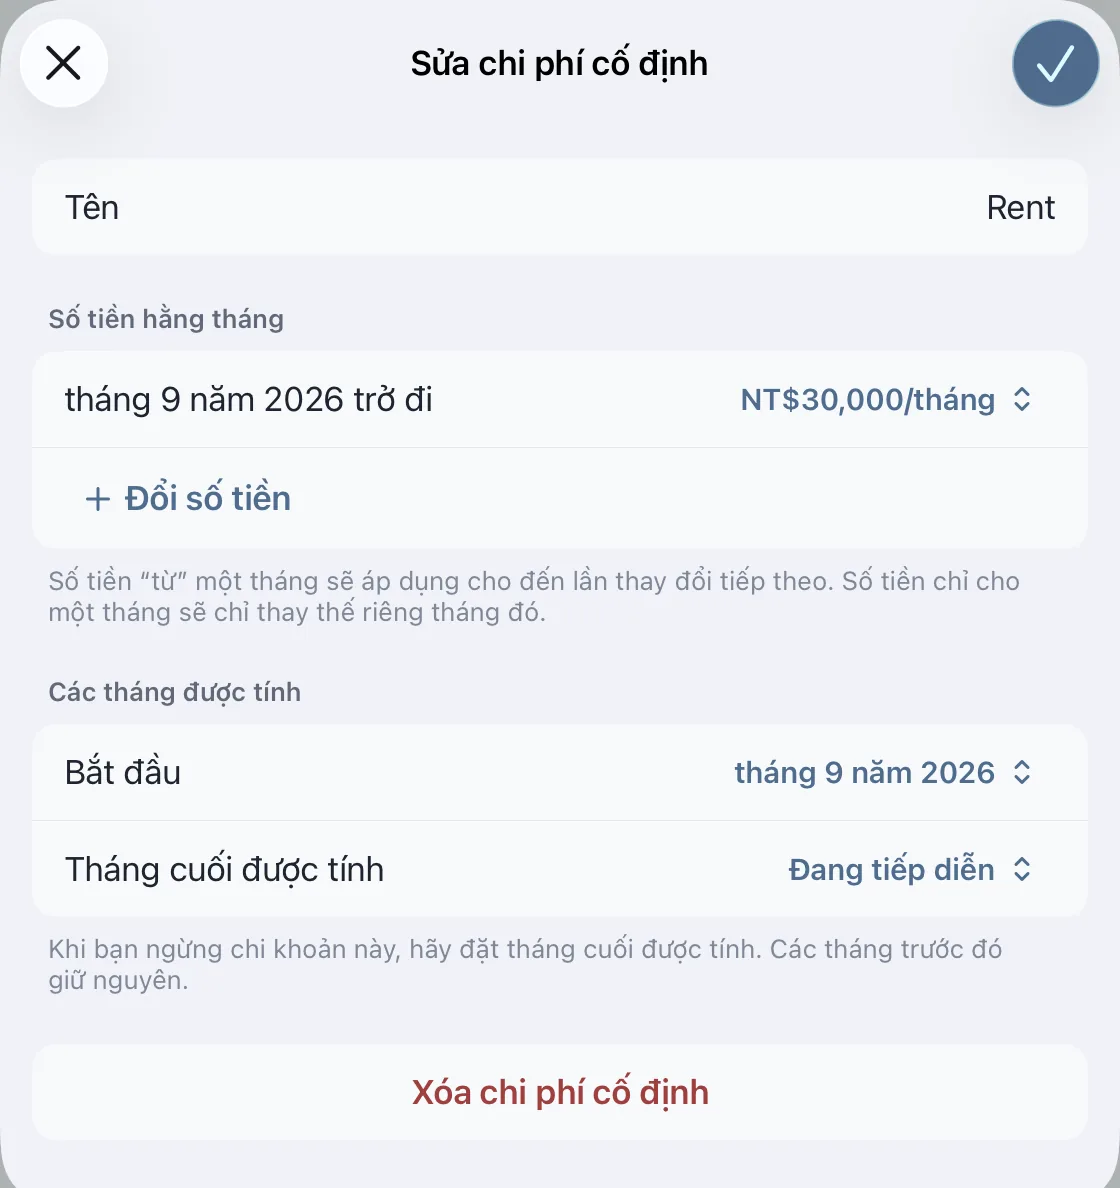 Sửa chi phí cố định
Tên
Rent
Số tiền hằng tháng
tháng 9 năm 2026 trở đi
NT$30,000/tháng
+ Đổi số tiền
Số tiền “từ” một tháng sẽ áp dụng cho đến lần thay đổi tiếp theo. Số tiền chỉ cho
một tháng sẽ chỉ thay thế riêng tháng đó.
Các tháng được tính
Bắt đầu
tháng 9 năm 2026
Tháng cuối được tính
Đang tiếp diễn
Khi bạn ngừng chi khoản này, hãy đặt tháng cuối được tính. Các tháng trước đó
giữ nguyên.
Xóa chi phí cố định